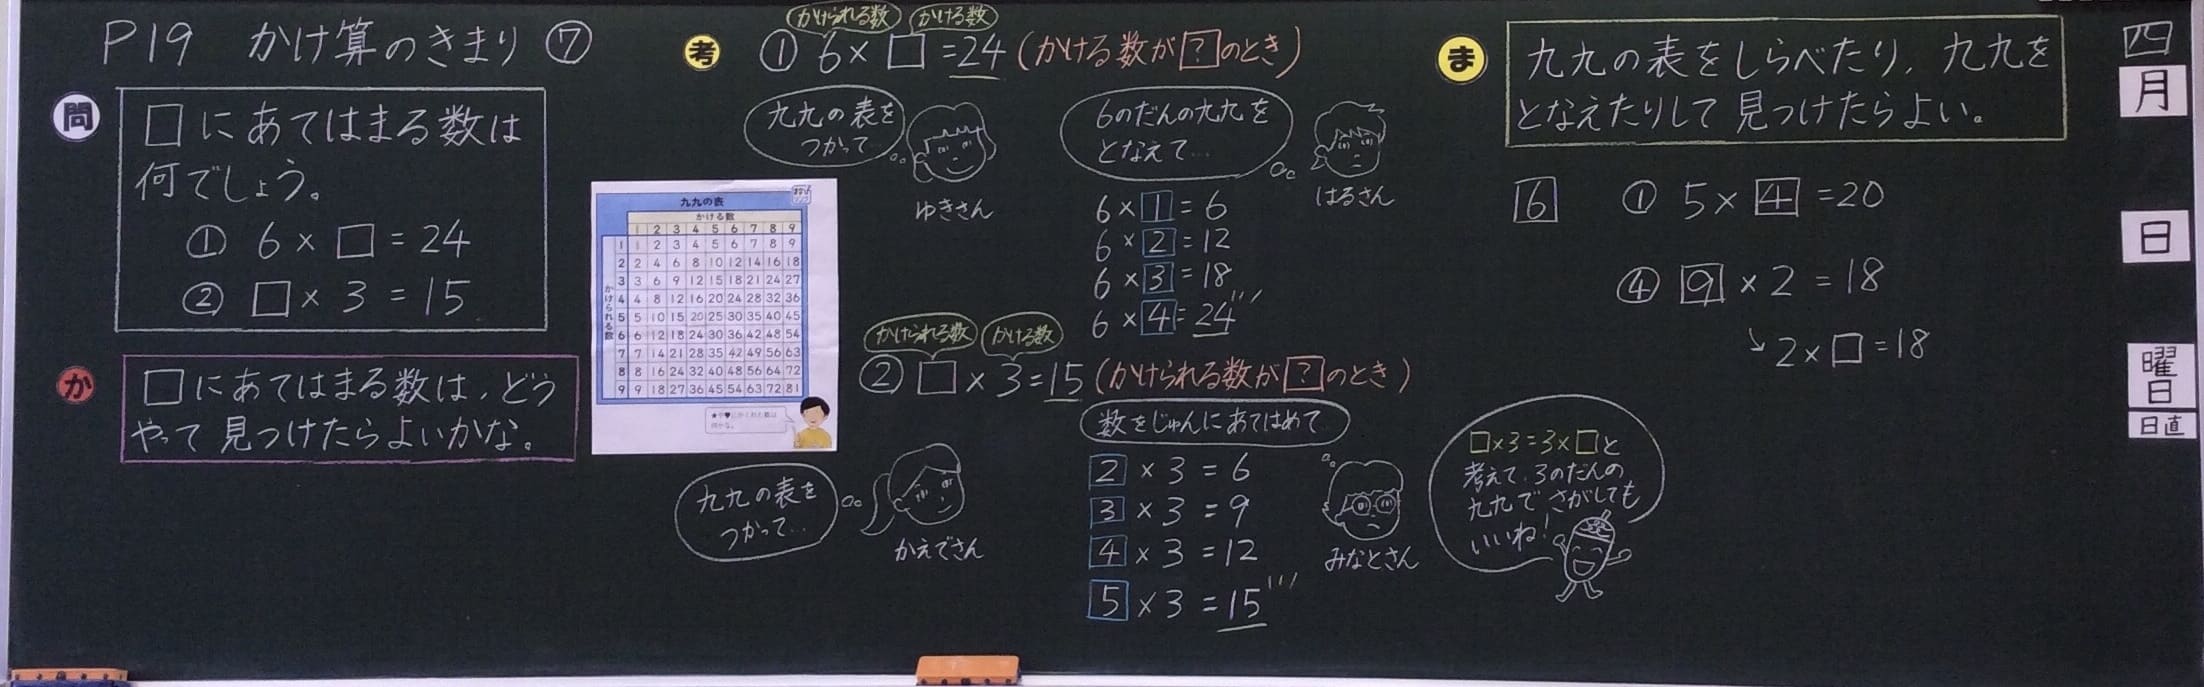 P19 かけ算のきまり ⑦
問
□にあてはまる数は
何でしょう。
① 6 × □ = 24
② □ × 3 = 15
か
□にあてはまる数は、どう
やって見つけたらよいかな。
九九の表
かける数
かけられる数
1 2 3 4 5 6 7 8 9
1 1 2 3 4 5 6 7 8 9
2 2 4 6 8 10 12 14 16 18
3 3 6 9 12 15 18 21 24 27
4 4 8 12 16 20 24 28 32 36
5 5 10 15 20 25 30 35 40 45
6 6 12 18 24 30 36 42 48 54
7 7 14 21 28 35 42 49 56 63
8 8 16 24 32 40 48 56 64 72
9 9 18 27 36 45 54 63 72 81
考
かけられる数 かける数
① 6 × □ = 24 (かける数が?のとき)
九九の表を
つかって…
ゆきさん
6のだんの九九を
となえて…
はるさん
6 × 1 = 6
6 × 2 = 12
6 × 3 = 18
6 × 4 = 24
かけられる数 かける数
② □ × 3 = 15 (かけられる数が?のとき)
九九の表を
つかって…
かえでさん
数をじゅんにあてはめて
2 × 3 = 6
3 × 3 = 9
4 × 3 = 12
5 × 3 = 15
みなとさん
□×3=3×□と
考えて、3のだんの
九九でさがしても
いいね!
ま
九九の表をしらべたり、九九を
となえたりして見つけたらよい。
6 ① 5 × 4 = 20
④ 9 × 2 = 18
↘ 2 × □ = 18
四
月
日
曜
日
日直